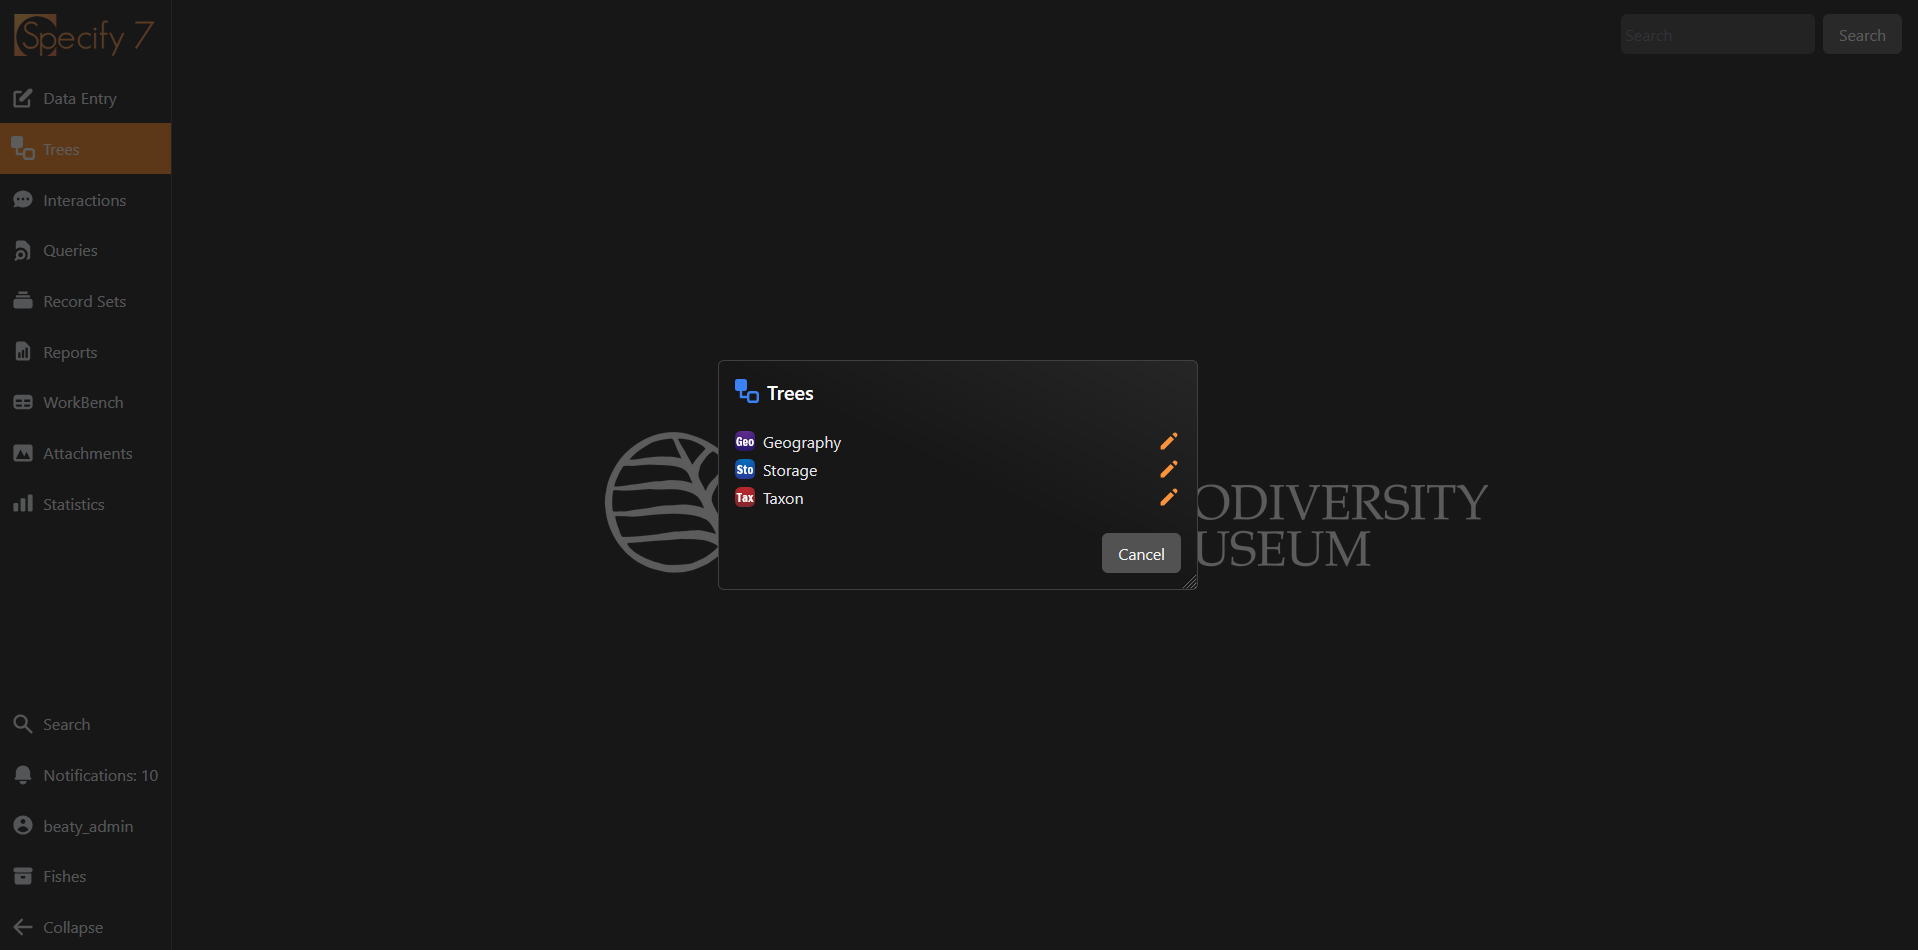 Specify 7
Search
Search
Data Entry
Trees
Interactions
Queries
Record Sets
Reports
WorkBench
Attachments
Statistics
Trees
Geo Geography
Sto Storage
Tax Taxon
Cancel
ODIVERSITY
USEUM
Search
Notifications: 10
beaty_admin
Fishes
Collapse